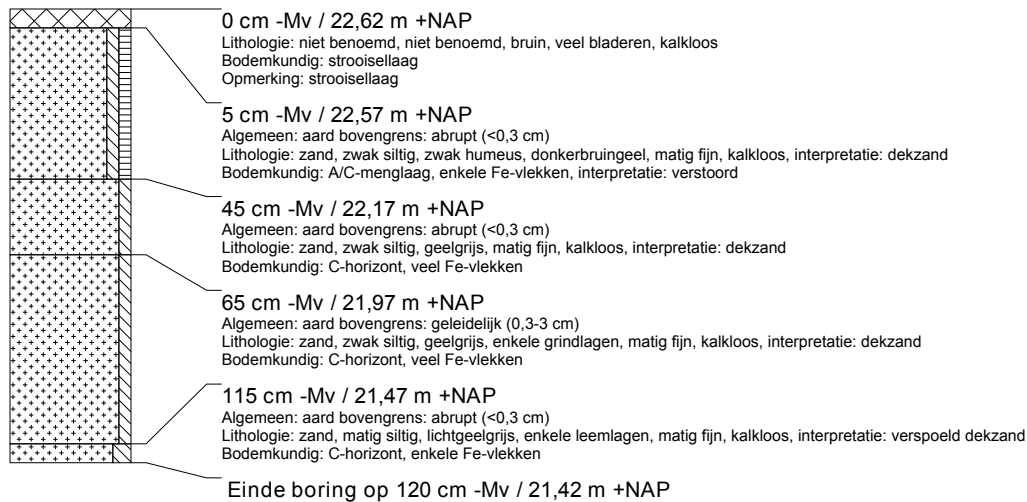 0 cm -Mv / 22,62 m +NAP
Lithologie: niet benoemd, niet benoemd, bruin, veel bladeren, kalkloos
Bodemkundig: strooisellaag
Opmerking: strooisellaag
5 cm -Mv / 22,57 m +NAP
Algemeen: aard bovengrens: abrupt (<0,3 cm)
Lithologie: zand, zwak siltig, zwak humeus, donkerbruingeel, matig fijn, kalkloos, interpretatie: dekzand
Bodemkundig: A/C-menglaag, enkele Fe-vlekken, interpretatie: verstoord
45 cm -Mv / 22,17 m +NAP
Algemeen: aard bovengrens: abrupt (<0,3 cm)
Lithologie: zand, zwak siltig, geelgrijs, matig fijn, kalkloos, interpretatie: dekzand
Bodemkundig: C-horizont, veel Fe-vlekken
65 cm -Mv / 21,97 m +NAP
Algemeen: aard bovengrens: geleidelijk (0,3-3 cm)
Lithologie: zand, zwak siltig, geelgrijs, enkele grindlagen, matig fijn, kalkloos, interpretatie: dekzand
Bodemkundig: C-horizont, veel Fe-vlekken
115 cm -Mv / 21,47 m +NAP
Algemeen: aard bovengrens: abrupt (<0,3 cm)
Lithologie: zand, matig siltig, lichtgeelgrijs, enkele leemlagen, matig fijn, kalkloos, interpretatie: verspoeld dekzand
Bodemkundig: C-horizont, enkele Fe-vlekken
Einde boring op 120 cm -Mv / 21,42 m +NAP